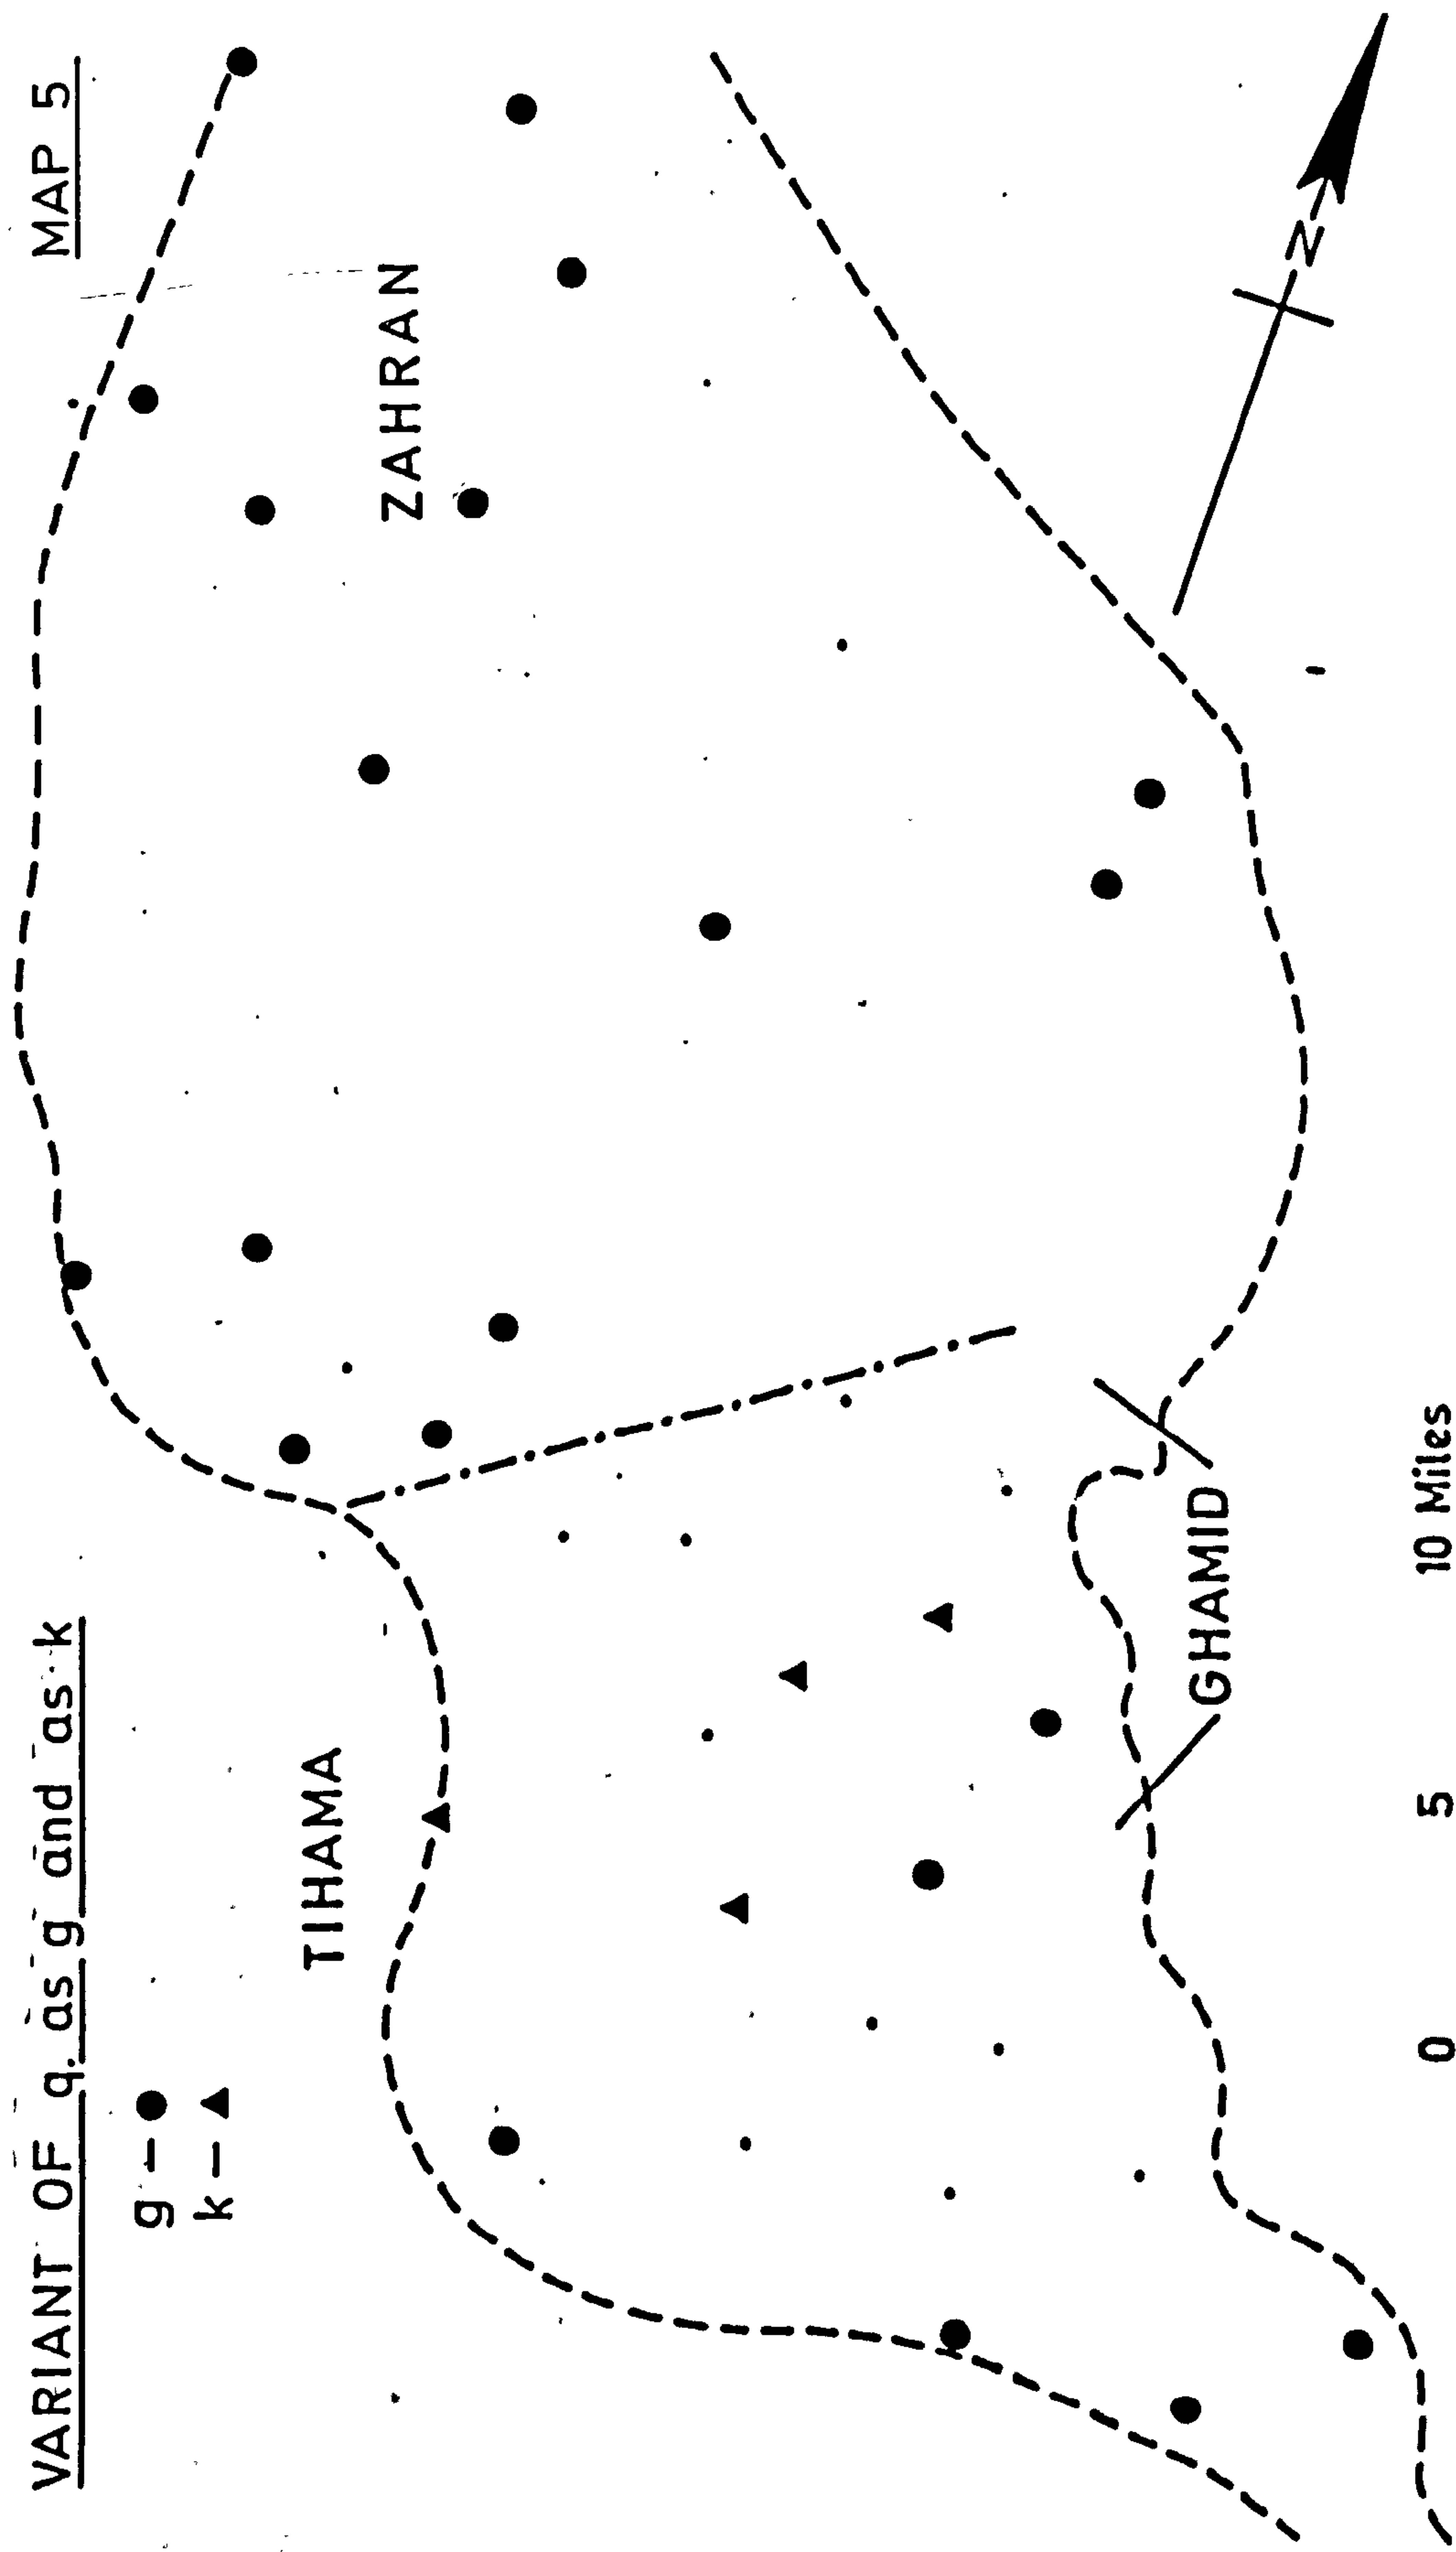 MAP 5
VARIANT OF q. as g and as k
g –
k –
ZAHRAN
TIHAMA
N
GHAMID
0 5 10 Miles